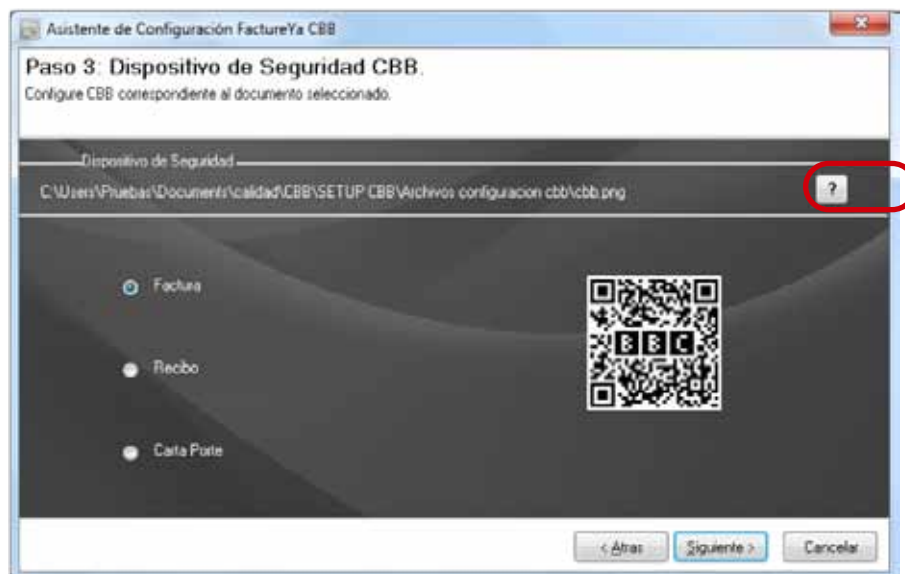 Asistente de Configuración FactureYa CBB
Paso 3: Dispositivo de Seguridad CBB.
Configure CBB correspondiente al documento seleccionado.
Dispositivo de Seguridad
C:\Users\Pruebas\Documents\calidad\CBB\SETUP CBB\Archivos configuracion cbb\cbb.png
?
Factura
BBC
Recibo
Carta Porte
< Atras
Siguiente >
Cancelar